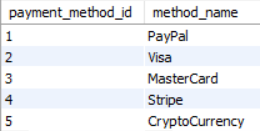 payment_method_id method_name
1 PayPal
2 Visa
3 MasterCard
4 Stripe
5 CryptoCurrency